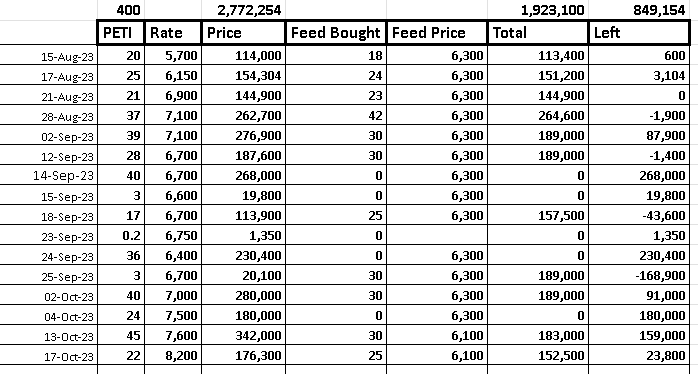 400 2,772,254 1,923,100 849,154
PETI Rate Price Feed Bought Feed Price Total Left
15-Aug-23 20 5,700 114,000 18 6,300 113,400 600
17-Aug-23 25 6,150 154,304 24 6,300 151,200 3,104
21-Aug-23 21 6,900 144,900 23 6,300 144,900 0
28-Aug-23 37 7,100 262,700 42 6,300 264,600 -1,900
02-Sep-23 39 7,100 276,900 30 6,300 189,000 87,900
12-Sep-23 28 6,700 187,600 30 6,300 189,000 -1,400
14-Sep-23 40 6,700 268,000 0 6,300 0 268,000
15-Sep-23 3 6,600 19,800 0 6,300 0 19,800
18-Sep-23 17 6,700 113,900 25 6,300 157,500 -43,600
23-Sep-23 0.2 6,750 1,350 0 0 1,350
24-Sep-23 36 6,400 230,400 0 6,300 0 230,400
25-Sep-23 3 6,700 20,100 30 6,300 189,000 -168,900
02-Oct-23 40 7,000 280,000 30 6,300 189,000 91,000
04-Oct-23 24 7,500 180,000 0 6,300 0 180,000
13-Oct-23 45 7,600 342,000 30 6,100 183,000 159,000
17-Oct-23 22 8,200 176,300 25 6,100 152,500 23,800